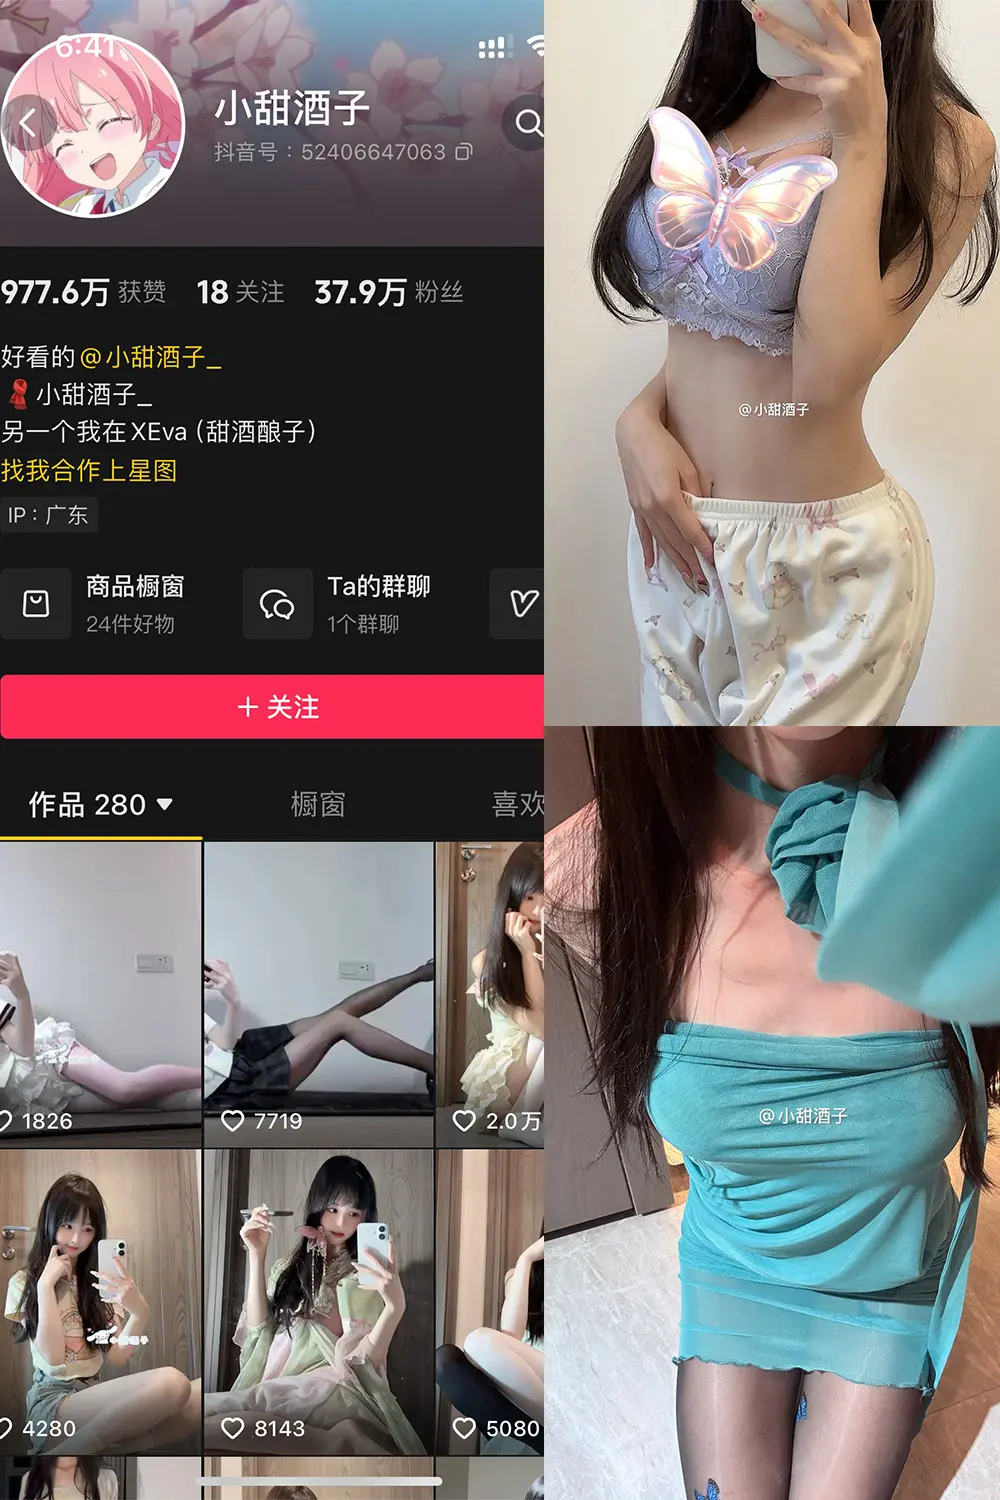 6:41
小甜酒子
抖音号：52406647063
977.6万 获赞 18 关注 37.9万 粉丝
好看的 @小甜酒子_
小甜酒子_
另一个我在XEva（甜酒酿子）
找我合作上星图
IP：广东
商品橱窗
24件好物
Ta的群聊
1个群聊
+ 关注
作品 280
橱窗
喜欢
1826
7719
2.0万
4280
8143
5080
@小甜酒子
@小甜酒子